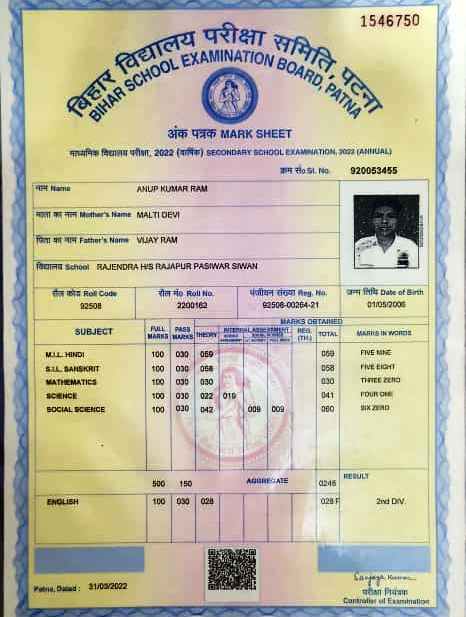 1546750
बिहार विद्यालय परीक्षा समिति, पटना
BIHAR SCHOOL EXAMINATION BOARD, PATNA
अंक पत्रक MARK SHEET
माध्यमिक विद्यालय परीक्षा, 2022 (वार्षिक) SECONDARY SCHOOL EXAMINATION, 2022 (ANNUAL)
क्रम सं० Sl. No. 920053455
नाम Name ANUP KUMAR RAM
माता का नाम Mother's Name MALTI DEVI
पिता का नाम Father's Name VIJAY RAM
विद्यालय School RAJENDRA H/S RAJAPUR PASIWAR SIWAN
रौल कोड Roll Code रौल नं० Roll No. पंजीयन संख्या Reg. No. जन्म तिथि Date of Birth
92508 2200162 92508-00264-21 01/05/2006
MARKS OBTAINED
SUBJECT FULL MARKS PASS MARKS THEORY INTERNAL ASSESSMENT REG. (TH.) TOTAL MARKS IN WORDS
M.I.L. HINDI 100 030 059 059 FIVE NINE
S.I.L. SANSKRIT 100 030 058 058 FIVE EIGHT
MATHEMATICS 100 030 030 030 THREE ZERO
SCIENCE 100 030 022 019 041 FOUR ONE
SOCIAL SCIENCE 100 030 042 009 009 060 SIX ZERO
500 150 AGGREGATE 0248 RESULT
ENGLISH 100 030 028 028 F 2nd DIV.
Patna, Dated : 31/03/2022
Sanjay Kumar
परीक्षा नियंत्रक
Controller of Examination